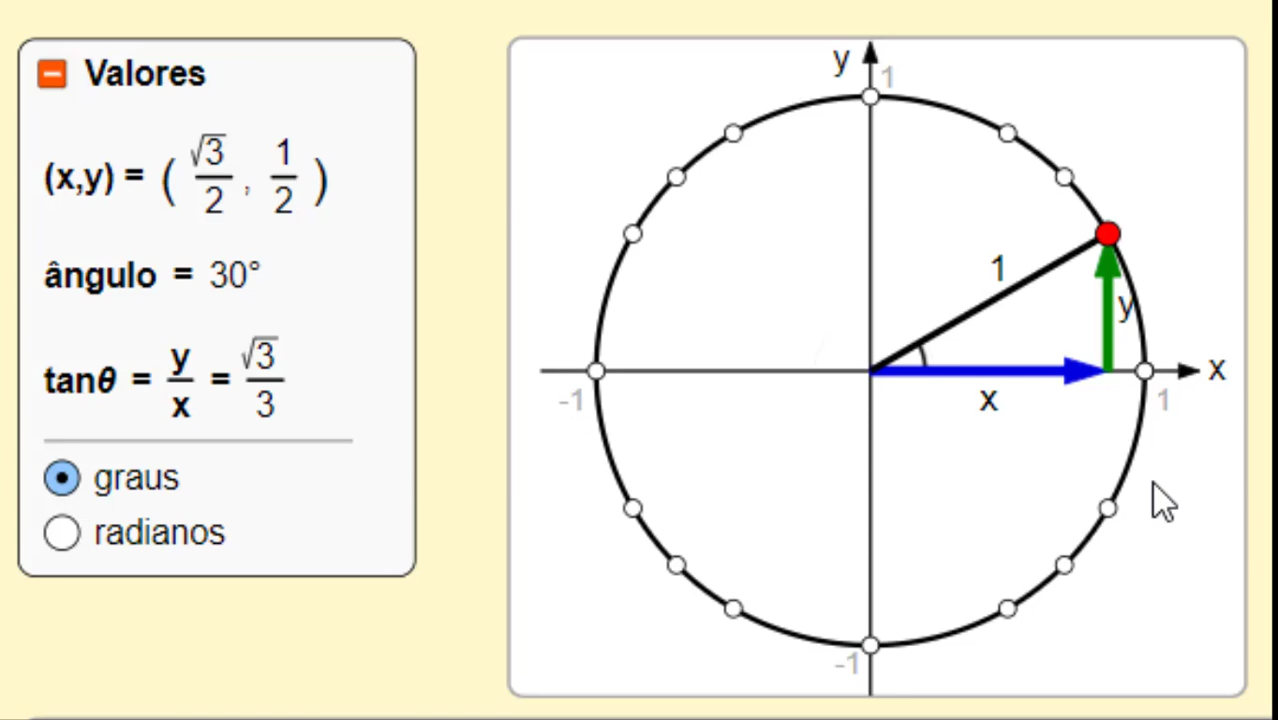 Valores
(x,y) = ( √3/2 , 1/2 )
ângulo = 30°
tanθ = y/x = √3/3
graus
radianos
y
1
1
y
x
x
-1
1
-1